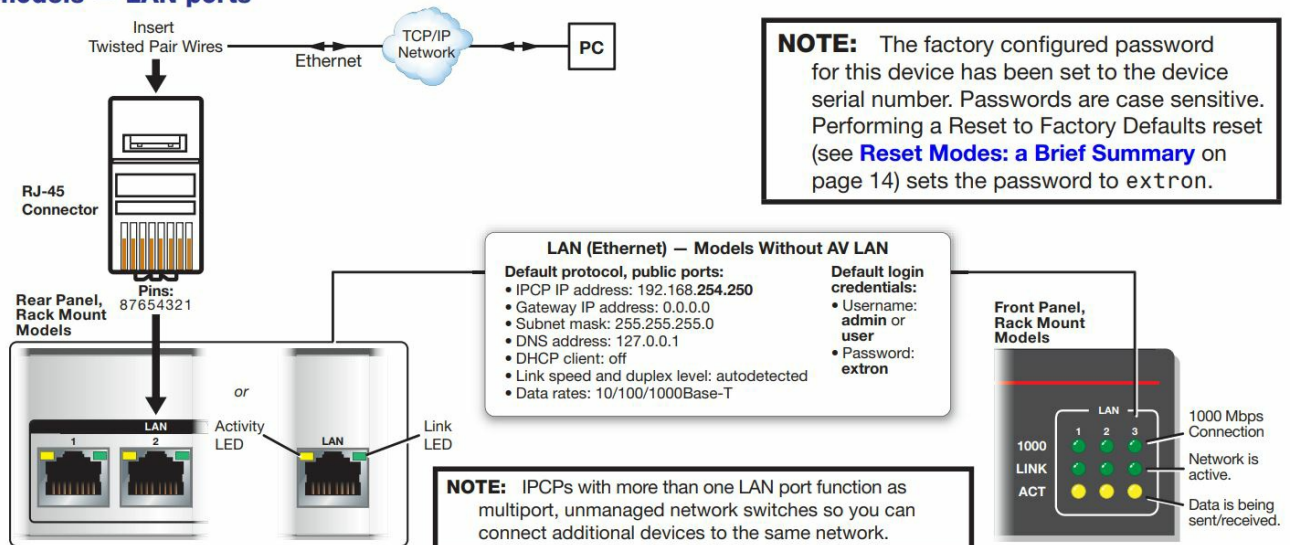 LAN ports
Insert
Twisted Pair Wires
Ethernet
TCP/IP
Network
PC
NOTE: The factory configured password
for this device has been set to the device
serial number. Passwords are case sensitive.
Performing a Reset to Factory Defaults reset
(see Reset Modes: a Brief Summary on
page 14) sets the password to extron.
RJ-45
Connector
Pins:
87654321
Rear Panel,
Rack Mount
Models
LAN
1 2
or
Activity
LED
LAN
Link
LED
LAN (Ethernet) — Models Without AV LAN
Default protocol, public ports:
• IPCP IP address: 192.168.254.250
• Gateway IP address: 0.0.0.0
• Subnet mask: 255.255.255.0
• DNS address: 127.0.0.1
• DHCP client: off
• Link speed and duplex level: autodetected
• Data rates: 10/100/1000Base-T
Default login
credentials:
• Username:
admin or
user
• Password:
extron
NOTE: IPCPs with more than one LAN port function as
multiport, unmanaged network switches so you can
connect additional devices to the same network.
Front Panel,
Rack Mount
Models
LAN
1 2 3
1000
LINK
ACT
1000 Mbps
Connection
Network is
active.
Data is being
sent/received.